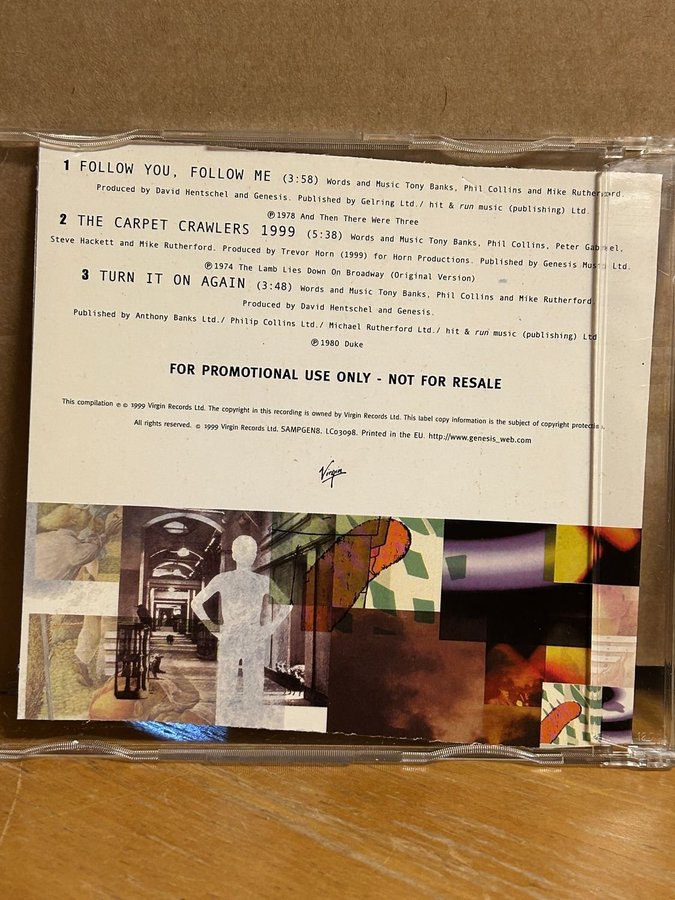 1 FOLLOW YOU, FOLLOW ME (3:58) Words and Music Tony Banks, Phil Collins and Mike Rutherford.
Produced by David Hentschel and Genesis. Published by Gelring Ltd./ hit & run music (publishing) Ltd.
℗ 1978 And Then There Were Three
2 THE CARPET CRAWLERS 1999 (5:38) Words and Music Tony Banks, Phil Collins, Peter Gabriel,
Steve Hackett and Mike Rutherford. Produced by Trevor Horn (1999) for Horn Productions. Published by Genesis Music Ltd.
℗ 1974 The Lamb Lies Down On Broadway (Original Version)
3 TURN IT ON AGAIN (3:48) Words and Music Tony Banks, Phil Collins and Mike Rutherford.
Produced by David Hentschel and Genesis.
Published by Anthony Banks Ltd./ Philip Collins Ltd./ Michael Rutherford Ltd./ hit & run music (publishing) Ltd
℗ 1980 Duke
FOR PROMOTIONAL USE ONLY - NOT FOR RESALE
This compilation ℗ © 1999 Virgin Records Ltd. The copyright in this recording is owned by Virgin Records Ltd. This label copy information is the subject of copyright protection.
All rights reserved. © 1999 Virgin Records Ltd. SAMPGEN8. LC03098. Printed in the EU. http://www.genesis_web.com
Virgin